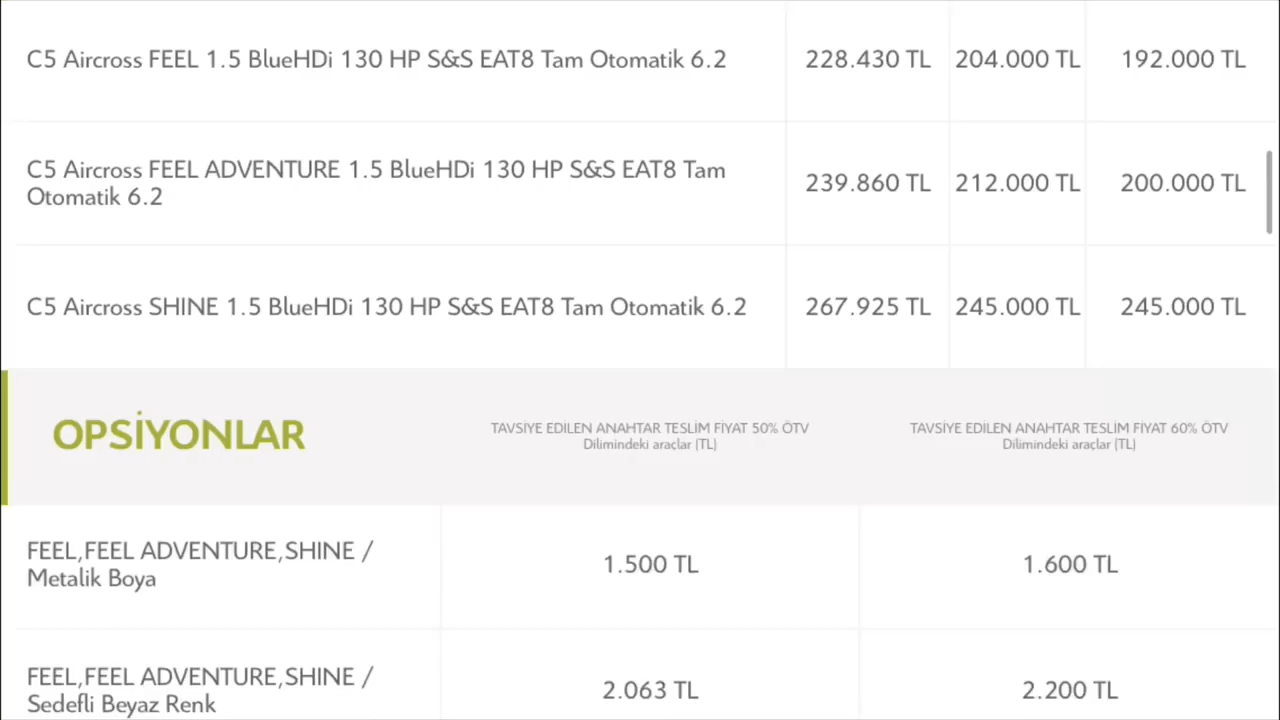 C5 Aircross FEEL 1.5 BlueHDi 130 HP S&S EAT8 Tam Otomatik 6.2 228.430 TL 204.000 TL 192.000 TL
C5 Aircross FEEL ADVENTURE 1.5 BlueHDi 130 HP S&S EAT8 Tam
Otomatik 6.2
239.860 TL 212.000 TL 200.000 TL
C5 Aircross SHINE 1.5 BlueHDi 130 HP S&S EAT8 Tam Otomatik 6.2 267.925 TL 245.000 TL 245.000 TL
OPSİYONLAR
TAVSİYE EDİLEN ANAHTAR TESLİM FİYAT 50% ÖTV
Dilimindeki araçlar (TL)
TAVSİYE EDİLEN ANAHTAR TESLİM FİYAT 60% ÖTV
Dilimindeki araçlar (TL)
FEEL,FEEL ADVENTURE,SHINE /
Metalik Boya
1.500 TL 1.600 TL
FEEL,FEEL ADVENTURE,SHINE /
Sedefli Beyaz Renk
2.063 TL 2.200 TL